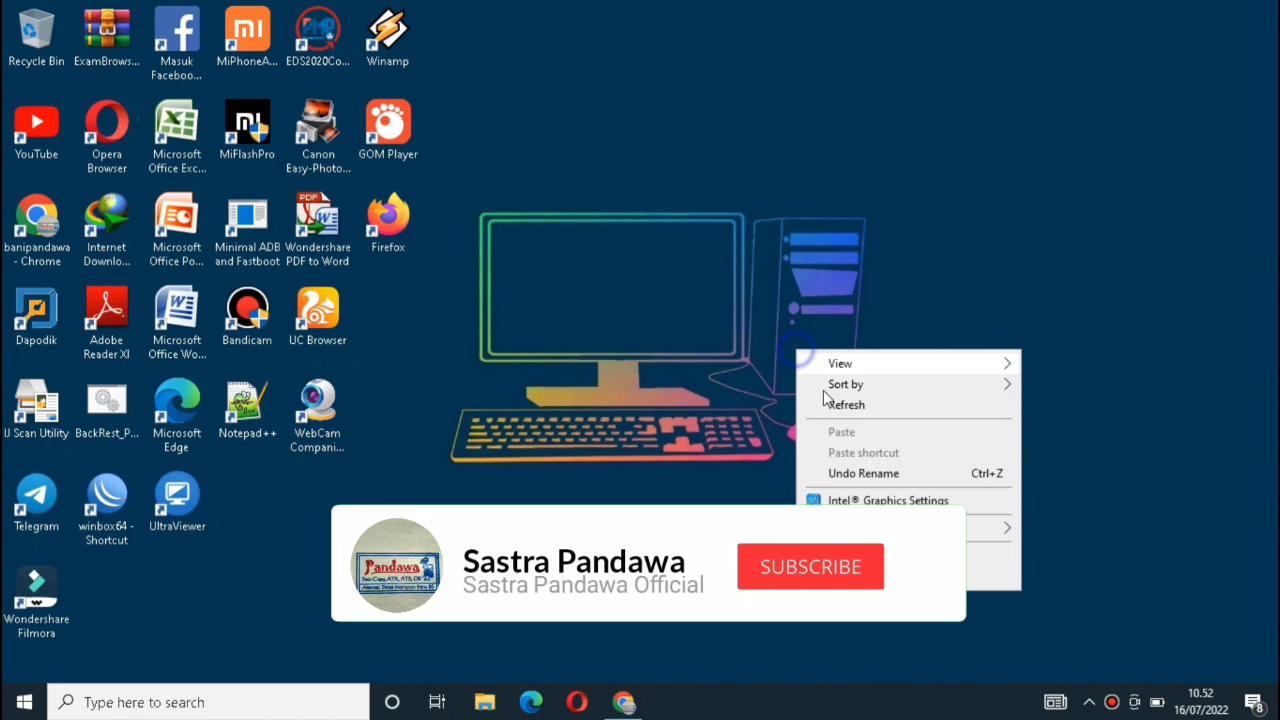 Recycle Bin
ExamBrows...
Masuk
Faceboo...
MiPhoneA...
EDS2020Co...
Winamp
YouTube
Opera
Browser
Microsoft
Office Exc...
MiFlashPro
Canon
Easy-Photo...
GOM Player
banipandawa
- Chrome
Internet
Downlo...
Microsoft
Office Po...
Minimal ADB
and Fastboot
Wondershare
PDF to Word
Firefox
Dapodik
Adobe
Reader XI
Microsoft
Office Wo...
Bandicam
UC Browser
IJ Scan Utility
BackRest_P...
Microsoft
Edge
Notepad++
WebCam
Compani...
Telegram
winbox64 -
Shortcut
UltraViewer
Wondershare
Filmora
View
Sort by
Refresh
Paste
Paste shortcut
Undo Rename Ctrl+Z
Intel® Graphics Settings
Pandawa
Sastra Pandawa
Sastra Pandawa Official
SUBSCRIBE
Type here to search
10.52
16/07/2022
8